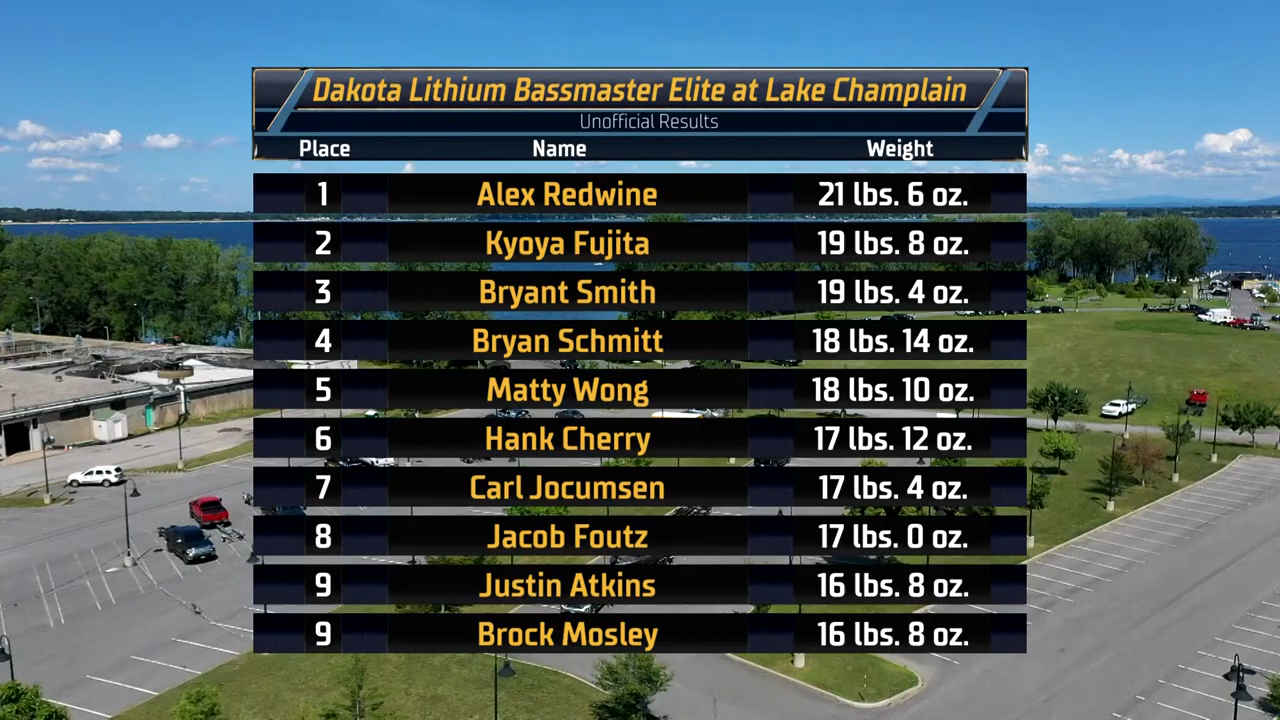 Dakota Lithium Bassmaster Elite at Lake Champlain
Unofficial Results
Place Name Weight
1 Alex Redwine 21 lbs. 6 oz.
2 Kyoya Fujita 19 lbs. 8 oz.
3 Bryant Smith 19 lbs. 4 oz.
4 Bryan Schmitt 18 lbs. 14 oz.
5 Matty Wong 18 lbs. 10 oz.
6 Hank Cherry 17 lbs. 12 oz.
7 Carl Jocumsen 17 lbs. 4 oz.
8 Jacob Foutz 17 lbs. 0 oz.
9 Justin Atkins 16 lbs. 8 oz.
9 Brock Mosley 16 lbs. 8 oz.